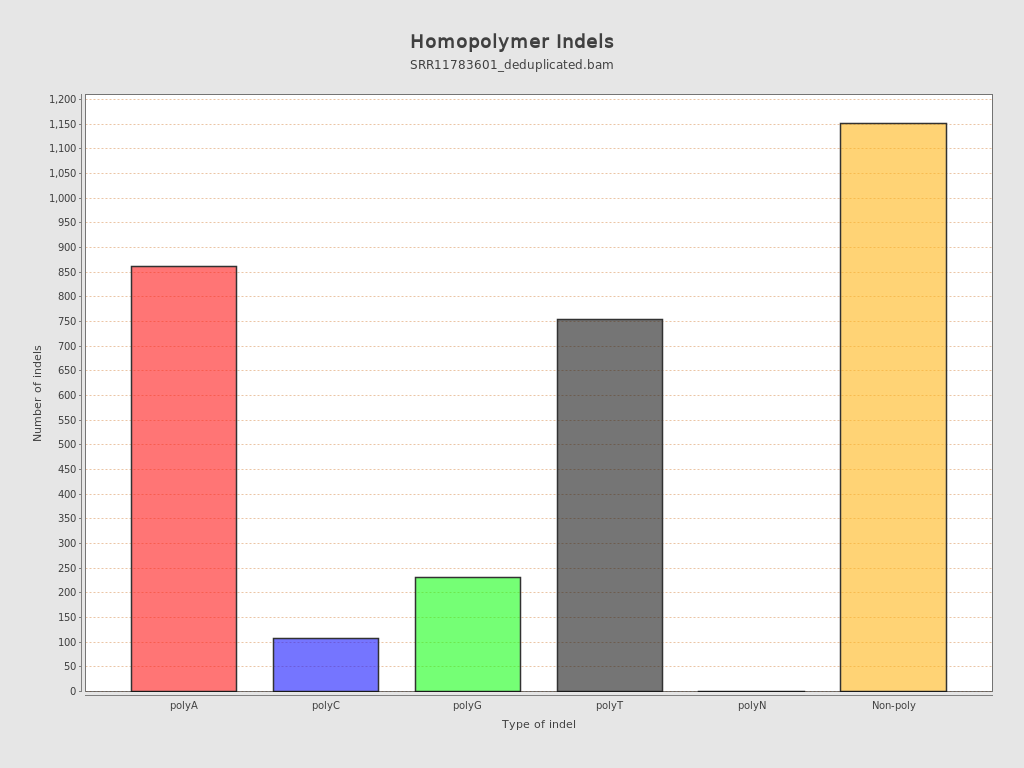 Homopolymer Indels
SRR11783601_deduplicated.bam
1,200
1,150
1,100
1,050
1,000
950
900
850
800
750
700
650
600
550
500
450
400
350
300
250
200
150
100
50
0
Number of indels
polyA
polyC
polyG
polyT
polyN
Non-poly
Type of indel